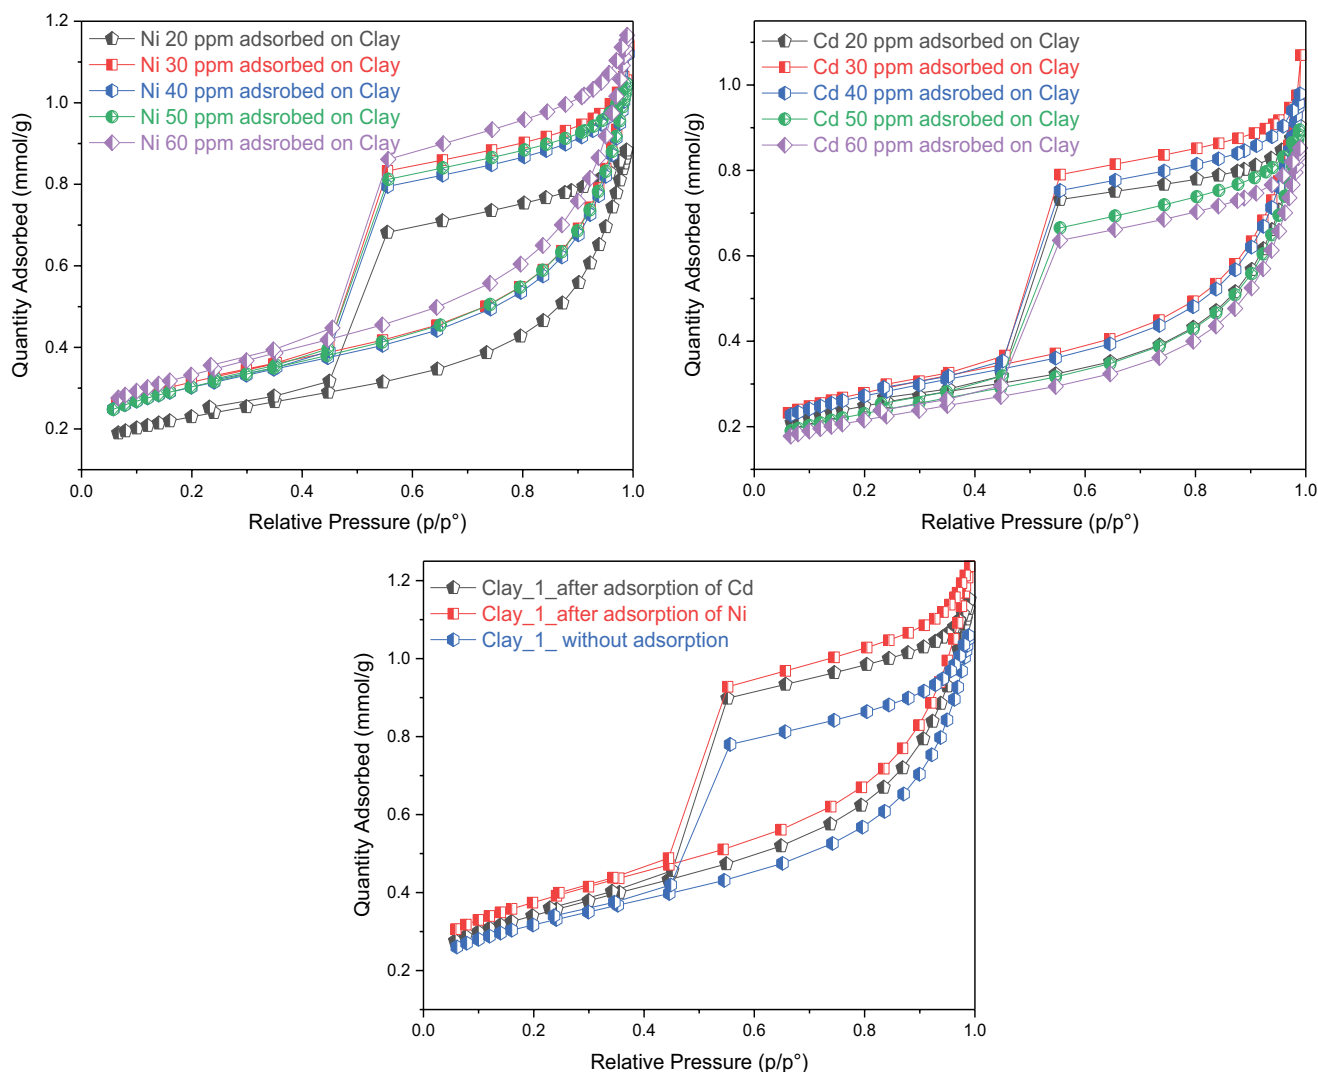 1.2
1.0
0.8
0.6
0.4
0.2
Quantity Adsorbed (mmol/g)
Ni 20 ppm adsorbed on Clay
Ni 30 ppm adsorbed on Clay
Ni 40 ppm adsrobed on Clay
Ni 50 ppm adsrobed on Clay
Ni 60 ppm adsrobed on Clay
0.0 0.2 0.4 0.6 0.8 1.0
Relative Pressure (p/p°)
1.0
0.8
0.6
0.4
0.2
Quantity Adsorbed (mmol/g)
Cd 20 ppm adsorbed on Clay
Cd 30 ppm adsorbed on Clay
Cd 40 ppm adsorbed on Clay
Cd 50 ppm adsorbed on Clay
Cd 60 ppm adsorbed on Clay
0.0 0.2 0.4 0.6 0.8 1.0
Relative Pressure (p/p°)
1.2
1.0
0.8
0.6
0.4
0.2
Quantity Adsorbed (mmol/g)
Clay_1_after adsorption of Cd
Clay_1_after adsorption of Ni
Clay_1_ without adsorption
0.0 0.2 0.4 0.6 0.8 1.0
Relative Pressure (p/p°)